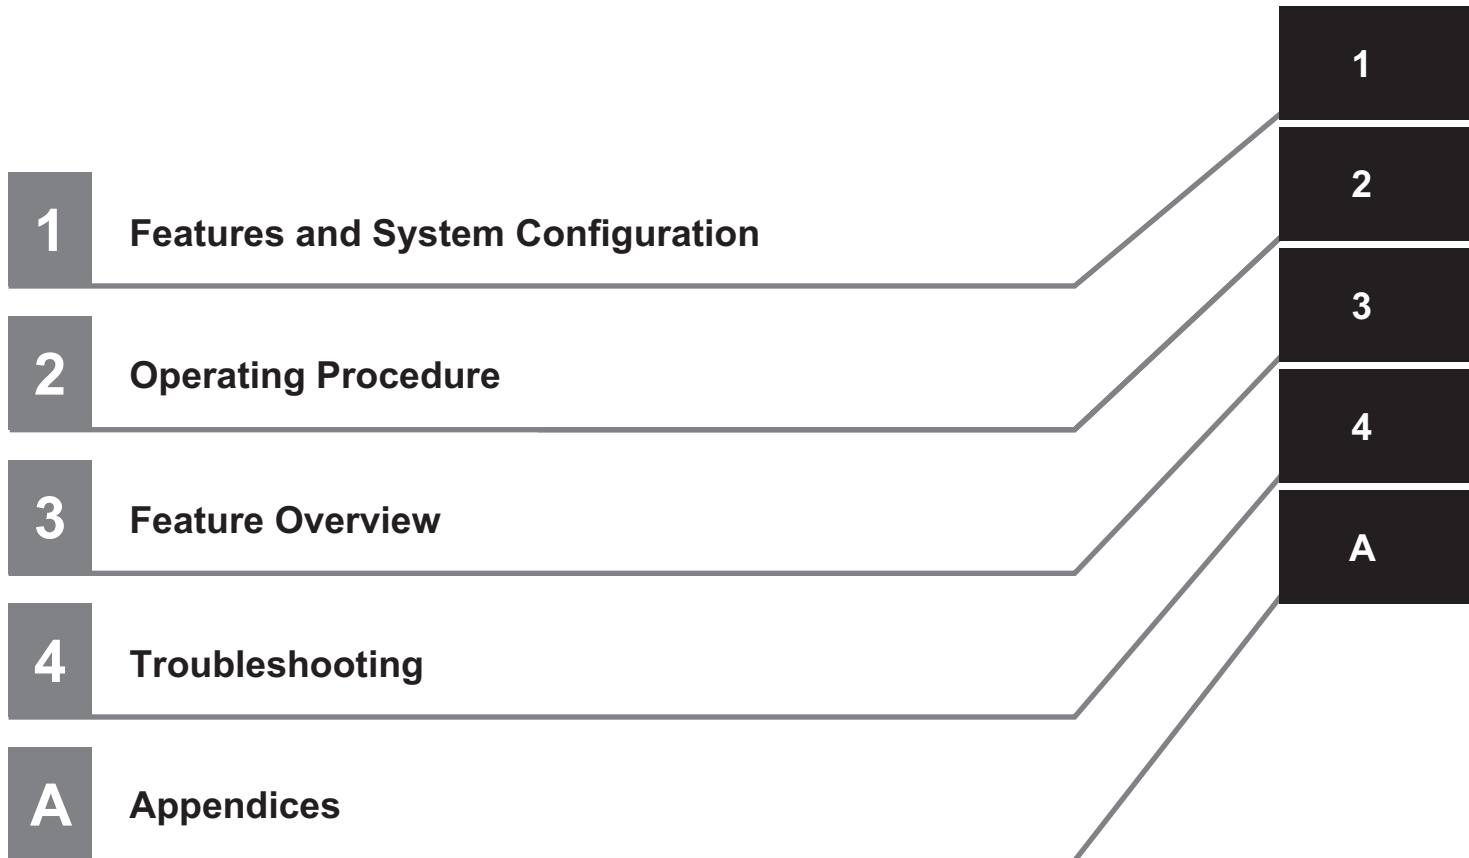 1 Features and System Configuration
2 Operating Procedure
3 Feature Overview
4 Troubleshooting
A Appendices
1
2
3
4
A